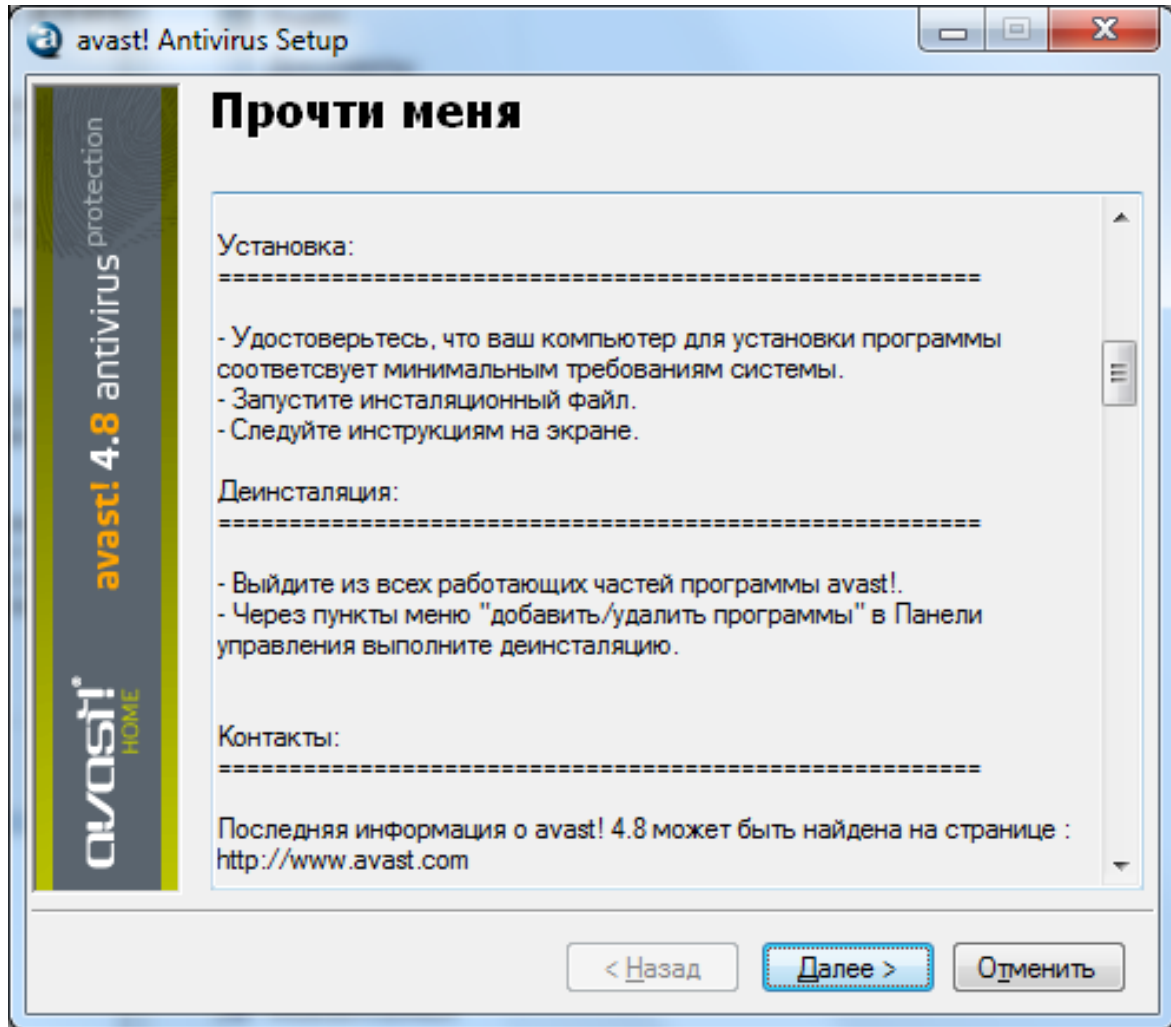 avast! Antivirus Setup
Прочти меня
Установка:
======================================================
- Удостоверьтесь, что ваш компьютер для установки программы
соответсвует минимальным требованиям системы.
- Запустите инсталяционный файл.
- Следуйте инструкциям на экране.
Деинсталяция:
======================================================
- Выйдите из всех работающих частей программы avast!.
- Через пункты меню "добавить/удалить программы" в Панели
управления выполните деинсталяцию.
Контакты:
======================================================
Последняя информация о avast! 4.8 может быть найдена на странице :
http://www.avast.com
avast! 4.8 antivirus protection
avast!® HOME
< Назад
Далее >
Отменить